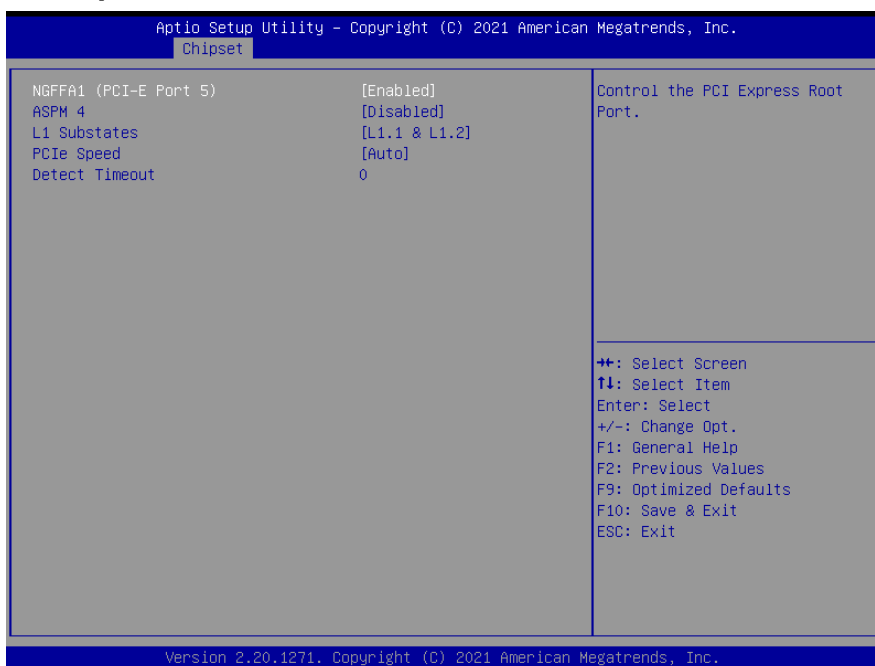 Aptio Setup Utility – Copyright (C) 2021 American Megatrends, Inc.
Chipset
NGFFA1 (PCI-E Port 5) [Enabled]
ASPM 4 [Disabled]
L1 Substates [L1.1 & L1.2]
PCIe Speed [Auto]
Detect Timeout 0
Control the PCI Express Root
Port.
→←: Select Screen
↑↓: Select Item
Enter: Select
+/-: Change Opt.
F1: General Help
F2: Previous Values
F9: Optimized Defaults
F10: Save & Exit
ESC: Exit
Version 2.20.1271. Copyright (C) 2021 American Megatrends, Inc.